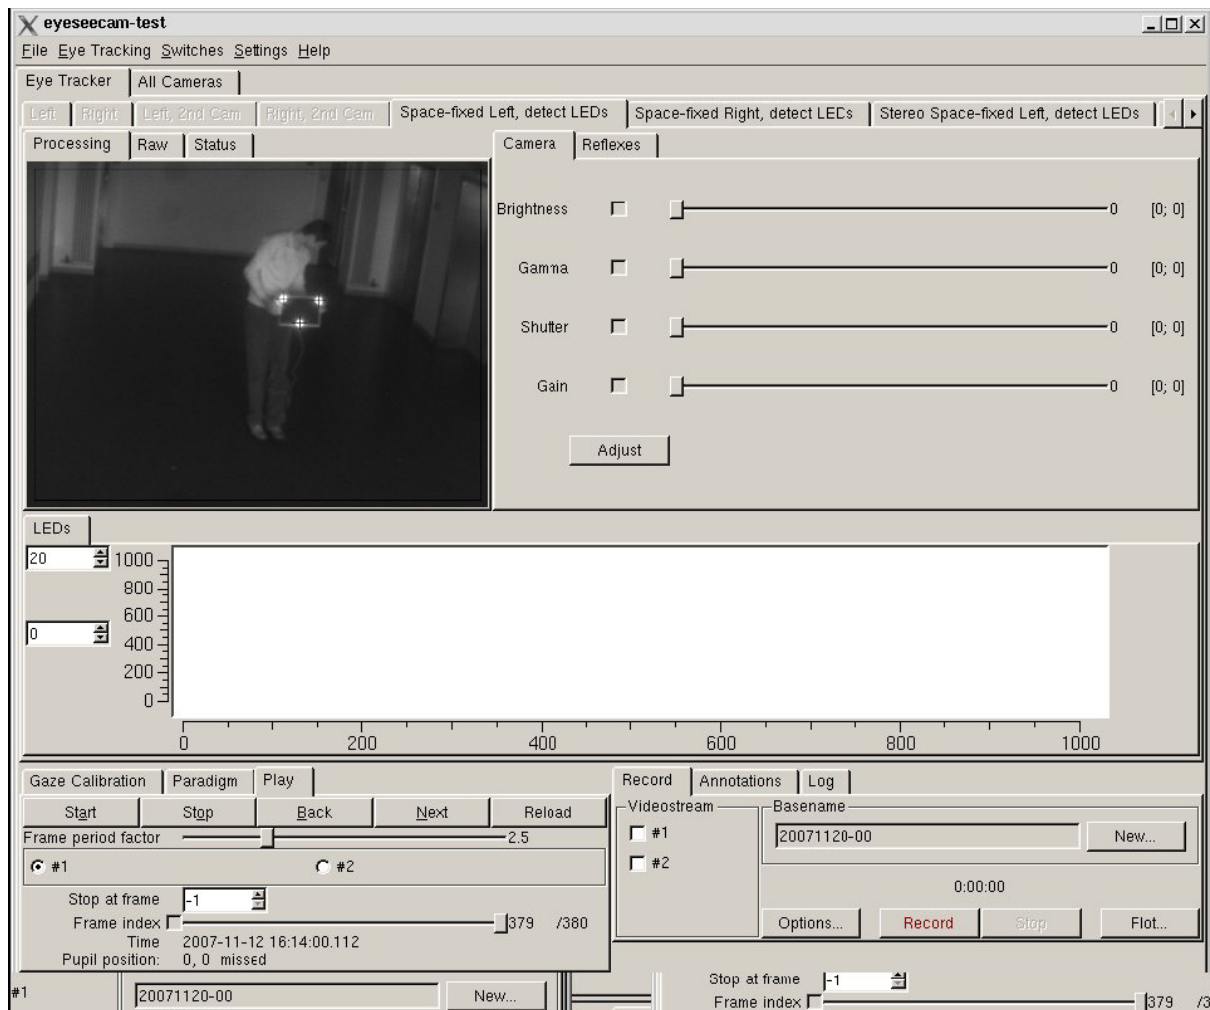 eyeseecam-test
File Eye Tracking Switches Settings Help
Eye Tracker All Cameras
Left Right Left, 2nd Cam Right, 2nd Cam Space-fixed Left, detect LEDs Space-fixed Right, detect LECs Stereo Space-fixed Left, detect LEDs
Processing Raw Status Camera Reflexes
Brightness 0 [0; 0]
Gamma 0 [0; 0]
Shutter 0 [0; 0]
Gain 0 [0; 0]
Adjust
LEDs
20
1000
800
600
0
400
200
0
0 200 400 600 800 1000
Gaze Calibration Paradigm Play Record Annotations Log
Start Stop Back Next Reload
Videostream Basename
Frame period factor 2.5
#1 20071120-00 New...
#1 #2
#2
0:00:00
Stop at frame -1
Frame index 379 /380
Options... Record Stop Flot...
Time 2007-11-12 16:14:00.112
Pupil position: 0, 0 missed
#1 20071120-00 New...
Stop at frame -1
Frame index 379 /3